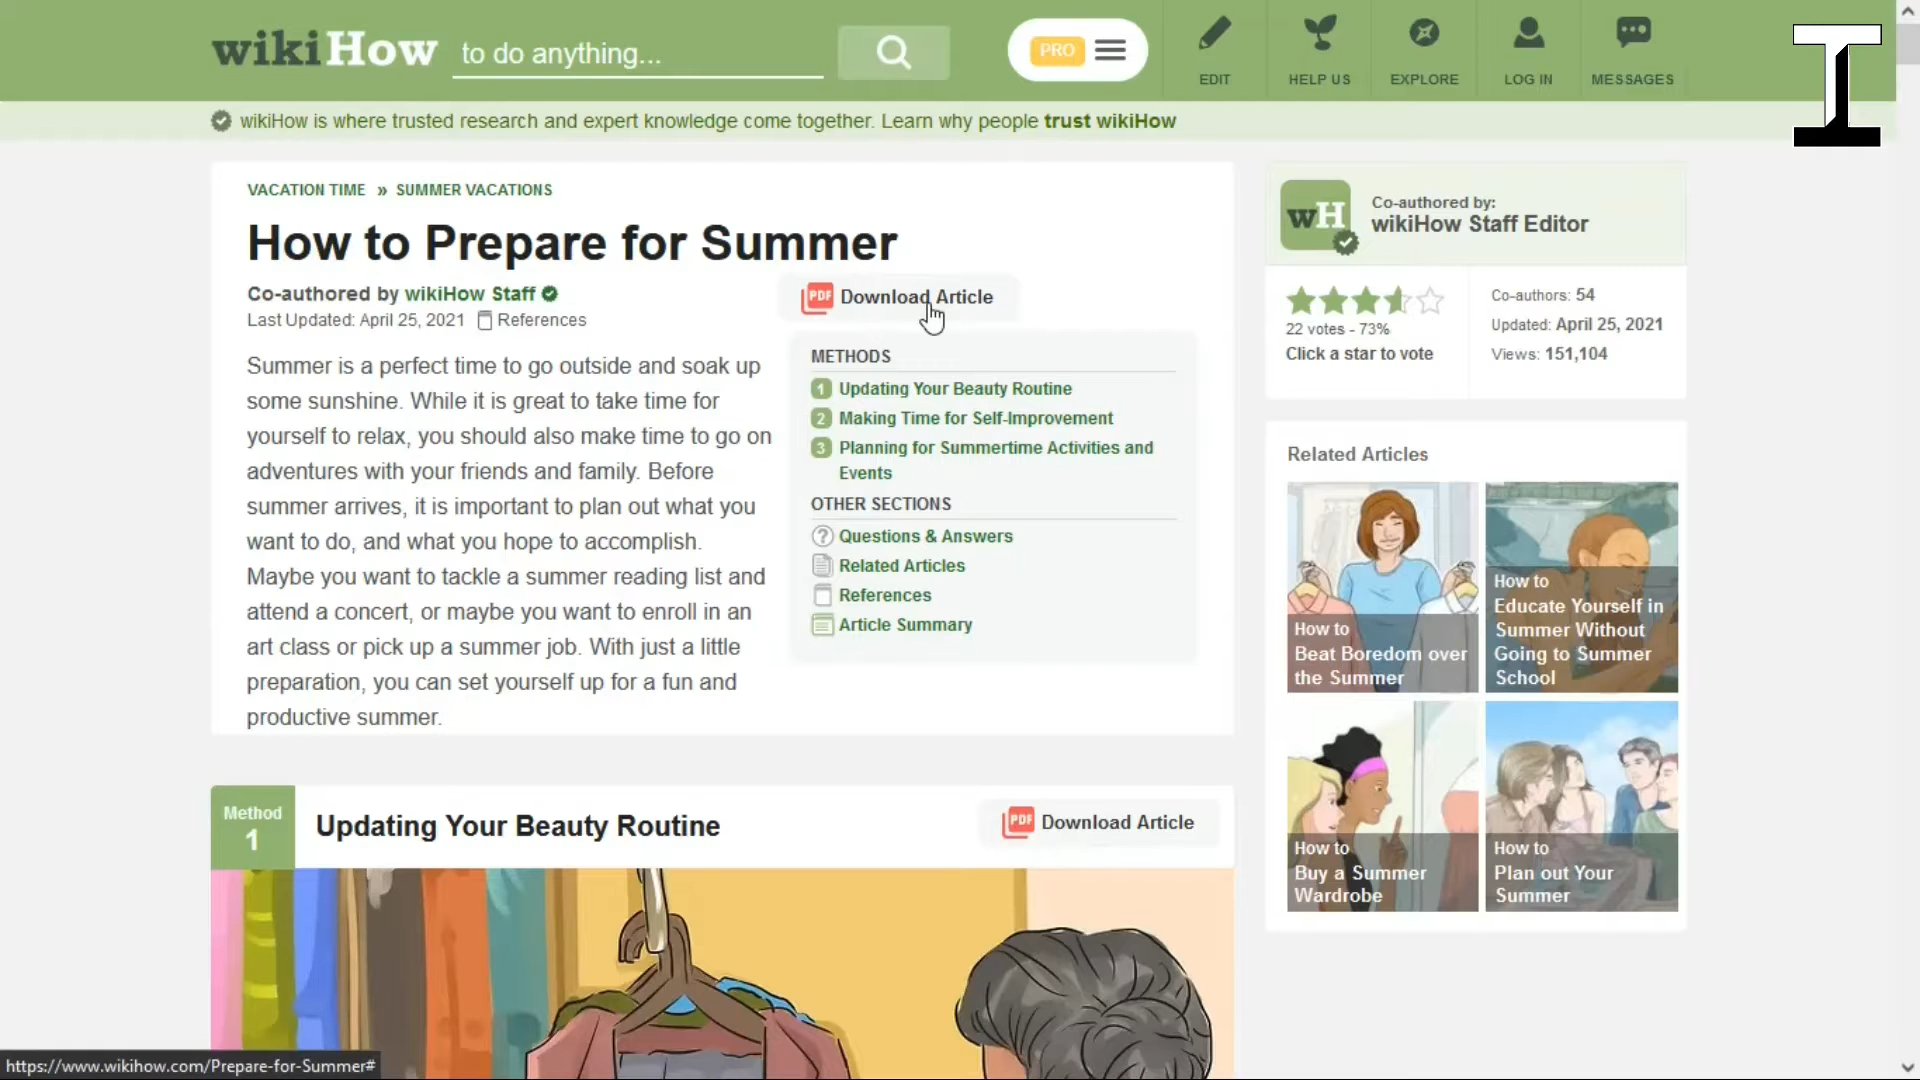 wikiHow to do anything...
PRO
EDIT
HELP US
EXPLORE
LOG IN
MESSAGES
I
wikiHow is where trusted research and expert knowledge come together. Learn why people trust wikiHow
VACATION TIME » SUMMER VACATIONS
How to Prepare for Summer
Co-authored by wikiHow Staff
Last Updated: April 25, 2021 References
PDF Download Article
Summer is a perfect time to go outside and soak up
some sunshine. While it is great to take time for
yourself to relax, you should also make time to go on
adventures with your friends and family. Before
summer arrives, it is important to plan out what you
want to do, and what you hope to accomplish.
Maybe you want to tackle a summer reading list and
attend a concert, or maybe you want to enroll in an
art class or pick up a summer job. With just a little
preparation, you can set yourself up for a fun and
productive summer.
METHODS
1 Updating Your Beauty Routine
2 Making Time for Self-Improvement
3 Planning for Summertime Activities and
Events
OTHER SECTIONS
? Questions & Answers
Related Articles
References
Article Summary
wH
Co-authored by:
wikiHow Staff Editor
22 votes - 73%
Click a star to vote
Co-authors: 54
Updated: April 25, 2021
Views: 151,104
Related Articles
How to
Beat Boredom over
the Summer
How to
Educate Yourself in
Summer Without
Going to Summer
School
How to
Buy a Summer
Wardrobe
How to
Plan out Your
Summer
Method
1
Updating Your Beauty Routine
PDF Download Article
https://www.wikihow.com/Prepare-for-Summer#